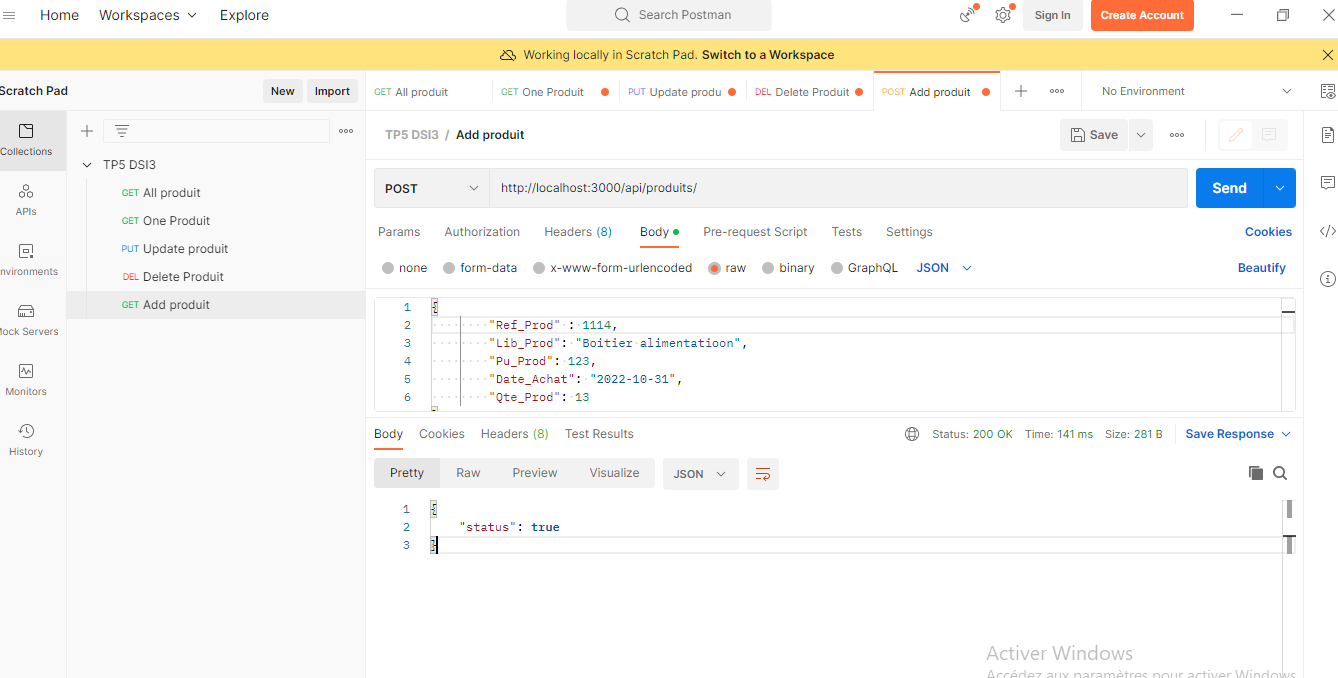 Home Workspaces Explore Search Postman Sign In Create Account
Working locally in Scratch Pad. Switch to a Workspace
Scratch Pad New Import GET All produit GET One Produit PUT Update produ DEL Delete Produit POST Add produit No Environment
TP5 DSI3 / Add produit Save
Collections
APIs
nvironments
Mock Servers
Monitors
History
TP5 DSI3
GET All produit
GET One Produit
PUT Update produit
DEL Delete Produit
GET Add produit
POST http://localhost:3000/api/produits/ Send
Params Authorization Headers (8) Body Pre-request Script Tests Settings Cookies
none form-data x-www-form-urlencoded raw binary GraphQL JSON Beautify
1 {
2 "Ref_Prod" : 1114,
3 "Lib_Prod": "Boitier alimentatioon",
4 "Pu_Prod": 123,
5 "Date_Achat": "2022-10-31",
6 "Qte_Prod": 13
Body Cookies Headers (8) Test Results Status: 200 OK Time: 141 ms Size: 281 B Save Response
Pretty Raw Preview Visualize JSON
1 {
2 "status": true
3 }
Activer Windows
Accédez aux paramètres pour activer Windows